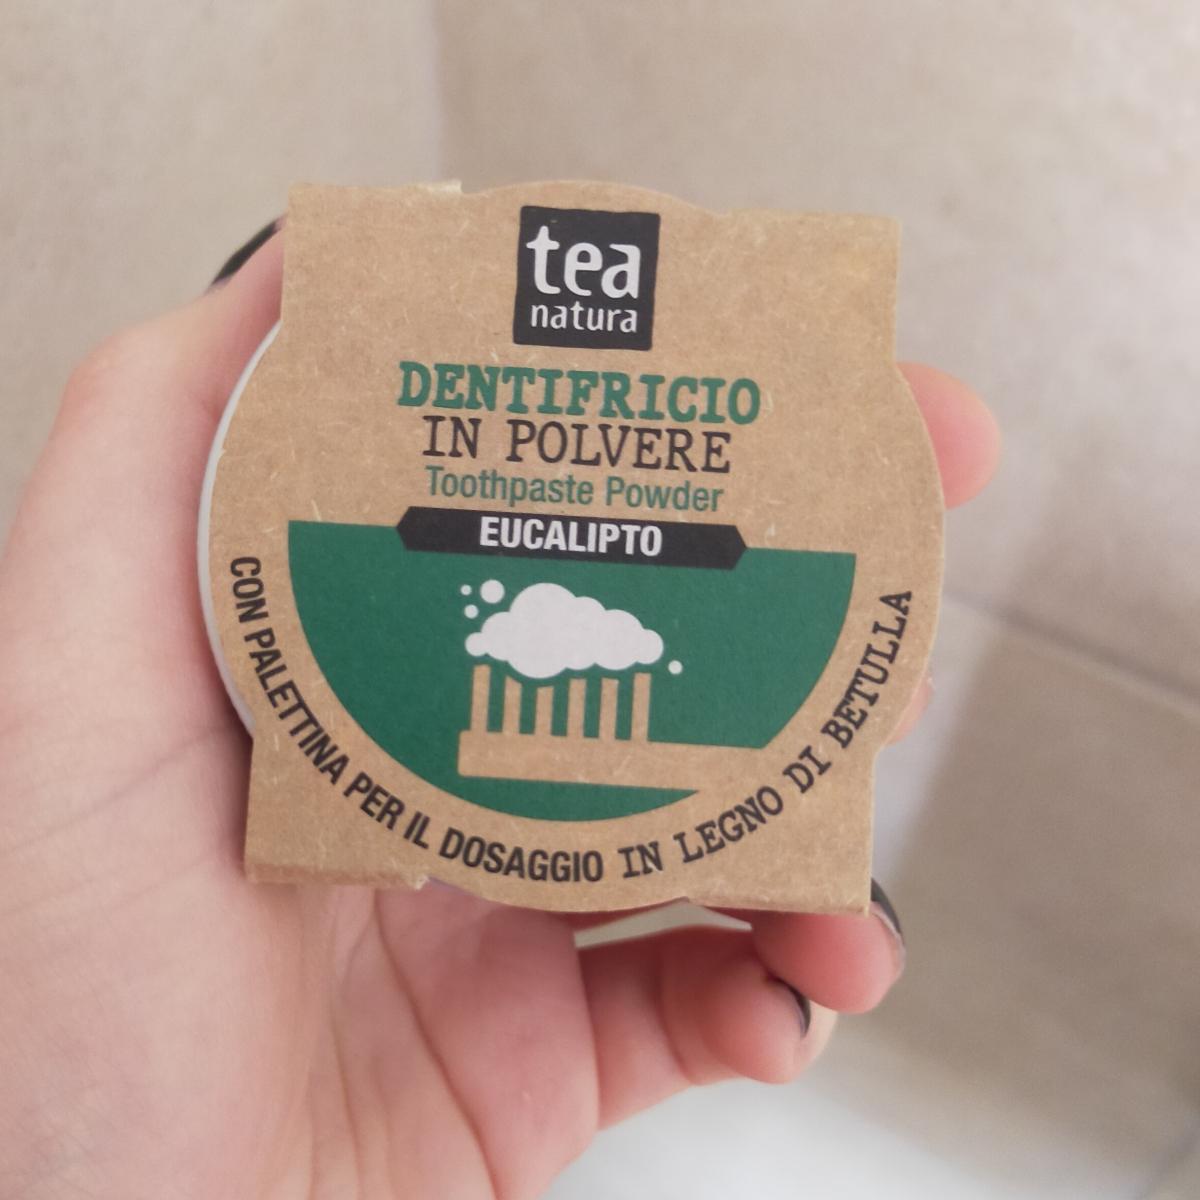 tea
natura
DENTIFRICIO
IN POLVERE
Toothpaste Powder
EUCALIPTO
CON PALETTINA PER IL DOSAGGIO IN LEGNO DI BETULLA